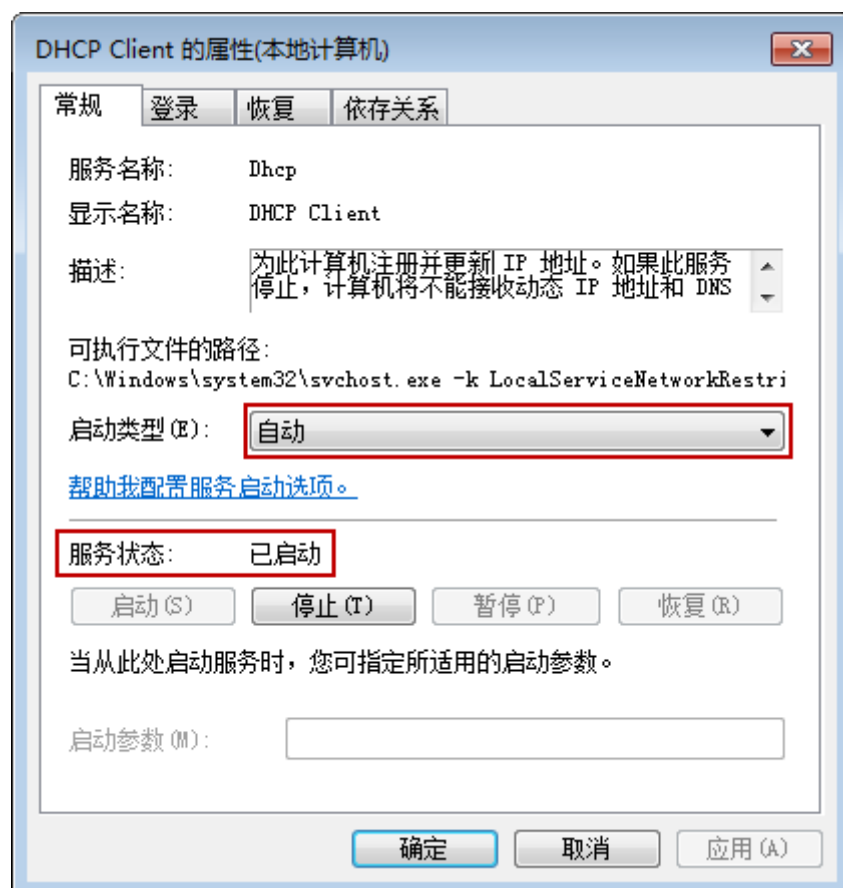 DHCP Client 的属性(本地计算机)
常规 登录 恢复 依存关系
服务名称: Dhcp
显示名称: DHCP Client
描述: 为此计算机注册并更新 IP 地址。如果此服务
停止，计算机将不能接收动态 IP 地址和 DNS
可执行文件的路径:
C:\Windows\system32\svchost.exe -k LocalServiceNetworkRestri
启动类型(E): 自动
帮助我配置服务启动选项。
服务状态: 已启动
启动(S) 停止(T) 暂停(P) 恢复(R)
当从此处启动服务时，您可指定所适用的启动参数。
启动参数(M):
确定 取消 应用(A)